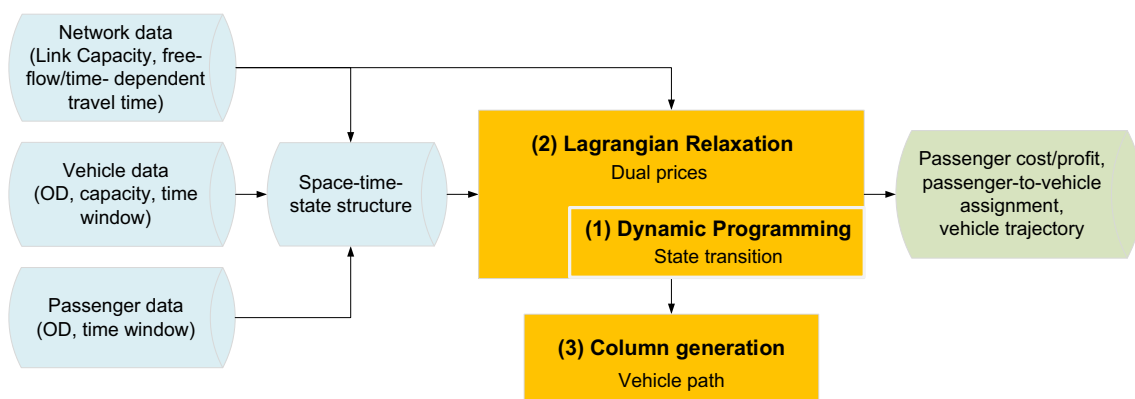 Network data
(Link Capacity, free-
flow/time- dependent
travel time)
Vehicle data
(OD, capacity, time
window)
Passenger data
(OD, time window)
Space-time-
state structure
(2) Lagrangian Relaxation
Dual prices
(1) Dynamic Programming
State transition
(3) Column generation
Vehicle path
Passenger cost/profit,
passenger-to-vehicle
assignment,
vehicle trajectory